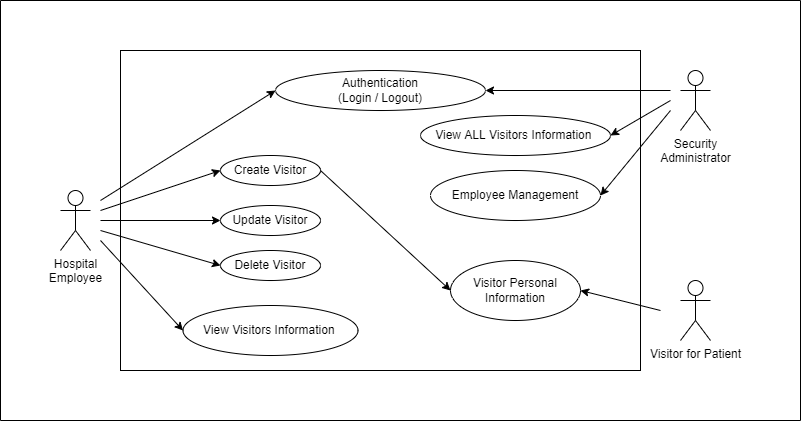 Authentication
(Login / Logout)
View ALL Visitors Information
Security
Administrator
Create Visitor
Employee Management
Update Visitor
Hospital
Employee
Delete Visitor
Visitor Personal
Information
View Visitors Information
Visitor for Patient